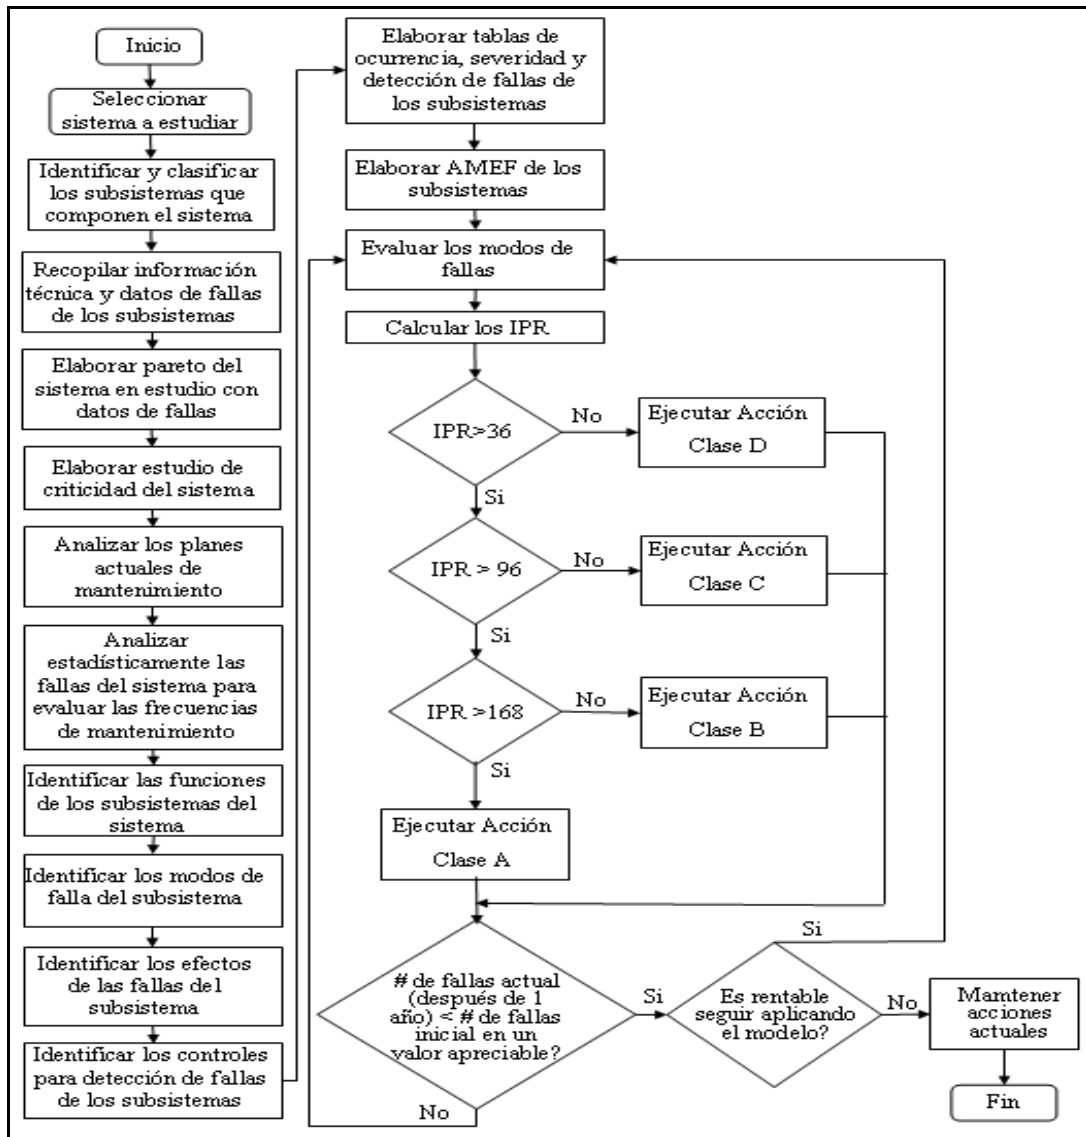 Inicio
Seleccionar
sistema a estudiar
Identificar y clasificar
los subsistemas que
componen el sistema
Recopilar información
técnica y datos de fallas
de los subsistemas
Elaborar pareto del
sistema en estudio con
datos de fallas
Elaborar estudio de
criticidad del sistema
Analizar los planes
actuales de
mantenimiento
Analizar
estadísticamente las
fallas del sistema para
evaluar las frecuencias
de mantenimiento
Identificar las funciones
de los subsistemas del
sistema
Identificar los modos de
falla del subsistema
Identificar los efectos
de las fallas del
subsistema
Identificar los controles
para detección de fallas
de los subsistemas
Elaborar tablas de
ocurrencia, severidad y
detección de fallas de
los subsistemas
Elaborar AMEF de los
subsistemas
Evaluar los modos de
fallas
Calcular los IPR
IPR>36
No
Ejecutar Acción
Clase D
Si
IPR > 96
No
Ejecutar Acción
Clase C
Si
IPR >168
No
Ejecutar Acción
Clase B
Si
Ejecutar Acción
Clase A
# de fallas actual
(después de 1
año) < # de fallas
inicial en un
valor apreciable?
No
Si
Es rentable
seguir aplicando
el modelo?
Si
No
Mamtener
acciones
actuales
Fin